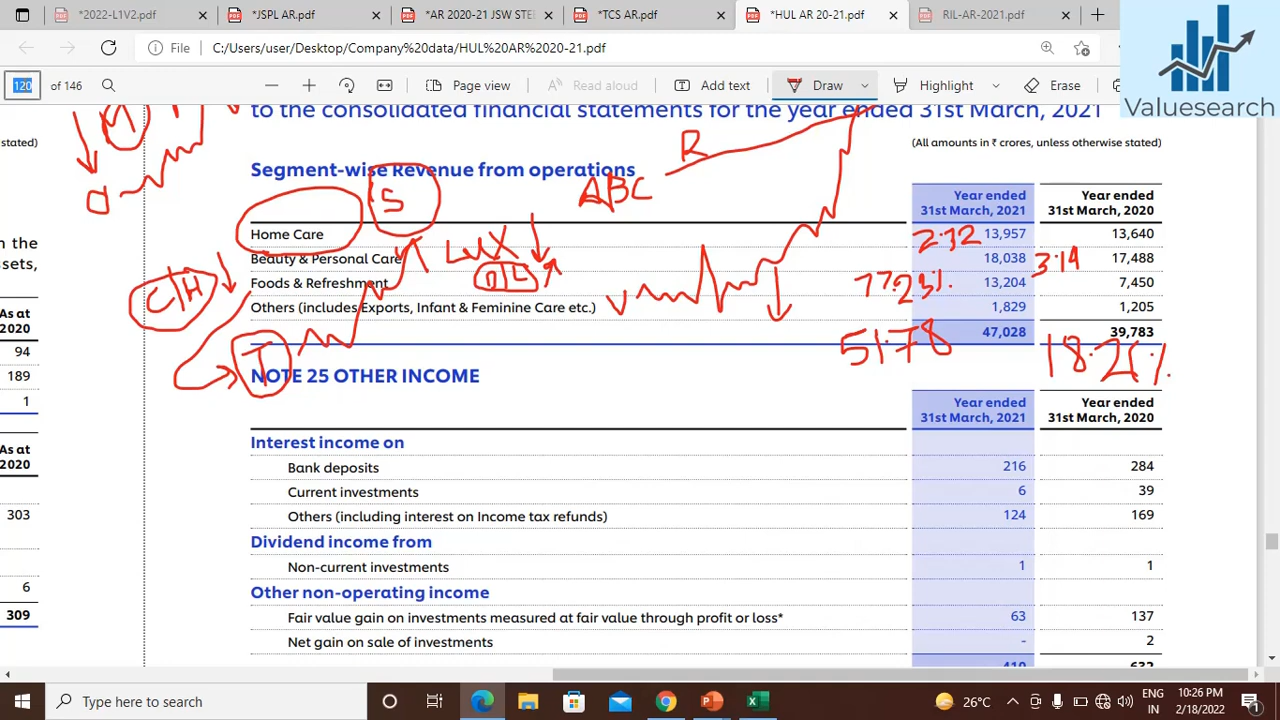 *2022-L1V2.pdf
*JSPL AR.pdf
*AR 2020-21 JSW STE
*TCS AR.pdf
*HUL AR 20-21.pdf
RIL-AR-2021.pdf
File
C:/Users/user/Desktop/Company%20data/HUL%20AR%2020-21.pdf
120 of 146
Page view
Read aloud
Add text
Draw
Highlight
Erase
Valuesearch
to the consolidated financial statements for the year ended 31st March, 2021
stated)
(All amounts in ₹ crores, unless otherwise stated)
M
R
Segment-wise Revenue from operations
S
ABC
Year ended 31st March, 2021
Year ended 31st March, 2020
Home Care 13,957 13,640
2.32
LUX
Beauty & Personal Care 18,038 17,488
3.14
Foods & Refreshment 13,204 7,450
77.23%
C/H
Others (includes Exports, Infant & Feminine Care etc.) 1,829 1,205
47,028 39,783
51.78
18.21%
T
n the
ssets,
As at
2020
94
189
1
As at
2020
303
6
309
NOTE 25 OTHER INCOME
Year ended 31st March, 2021
Year ended 31st March, 2020
Interest income on
Bank deposits 216 284
Current investments 6 39
Others (including interest on Income tax refunds) 124 169
Dividend income from
Non-current investments 1 1
Other non-operating income
Fair value gain on investments measured at fair value through profit or loss* 63 137
Net gain on sale of investments - 2
410 632
Type here to search
26°C
ENG
IN
10:26 PM
2/18/2022
1